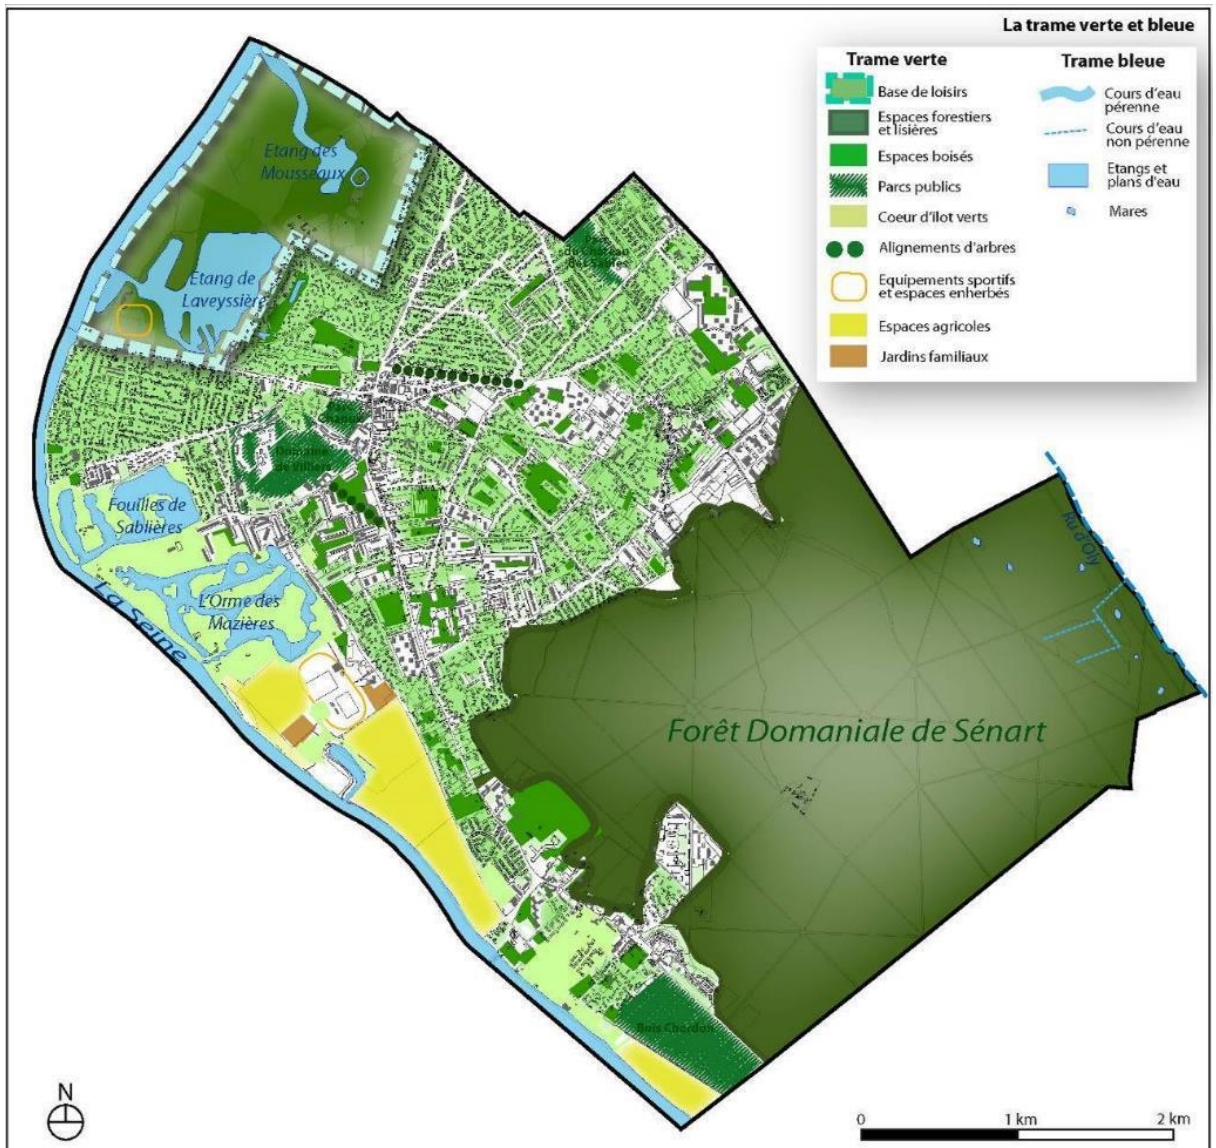 La trame verte et bleue
Trame verte
Base de loisirs
Espaces forestiers
et lisières
Espaces boisés
Parcs publics
Coeur d'ilot verts
Alignements d'arbres
Equipements sportifs
et espaces enherbés
Espaces agricoles
Jardins familiaux
Trame bleue
Cours d'eau
pérenne
Cours d'eau
non pérenne
Etangs et
plans d'eau
Mares
Etang des
Mousseaux
Etang de
Laveyssière
Domaine
de Villiers
Fouilles de
Sablières
L'Orme des
Mazières
La Seine
Ru d'Oly
Forêt Domaniale de Sénart
Bois Chardon
N
0
1 km
2 km